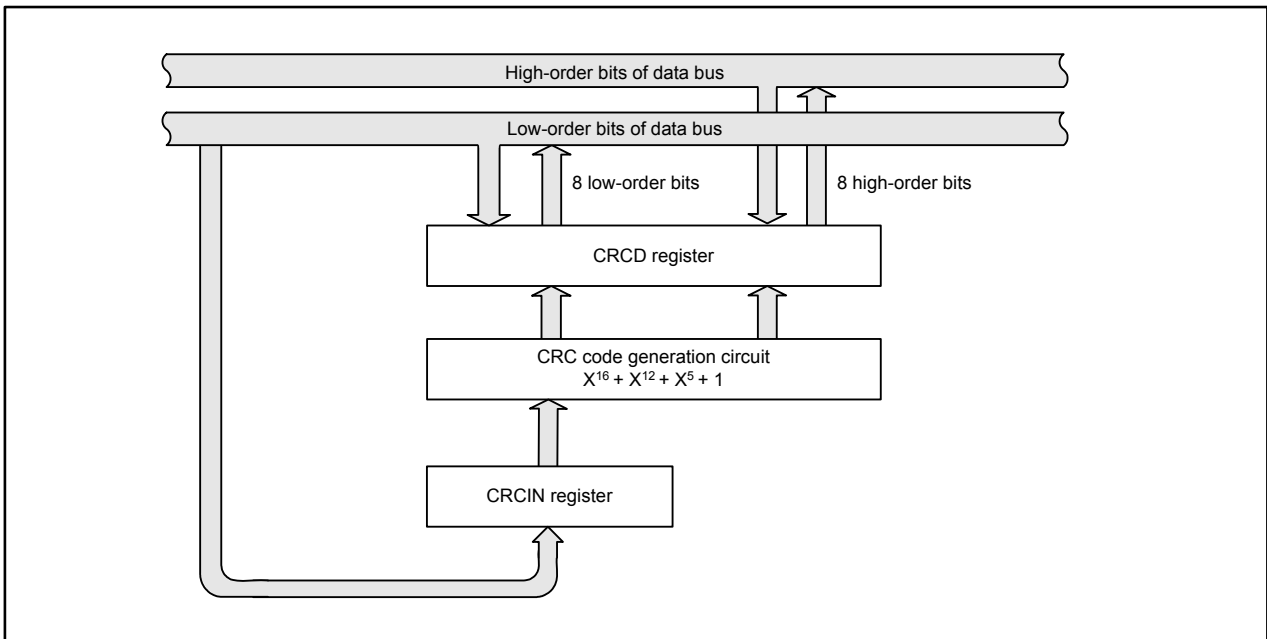 High-order bits of data bus
Low-order bits of data bus
8 low-order bits
8 high-order bits
CRCD register
CRC code generation circuit
X¹⁶ + X¹² + X⁵ + 1
CRCIN register